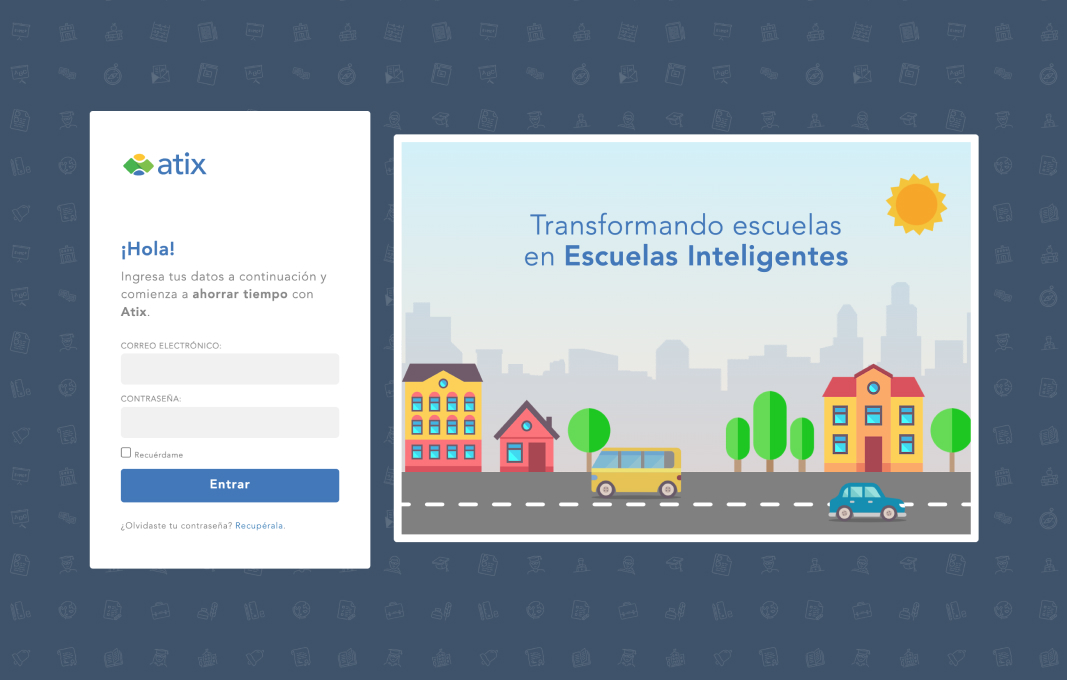 atix
¡Hola!
Ingresa tus datos a continuación y
comienza a ahorrar tiempo con
Atix.
CORREO ELECTRÓNICO:
CONTRASEÑA:
Recuérdame
Entrar
¿Olvidaste tu contraseña? Recupérala.
Transformando escuelas
en Escuelas Inteligentes